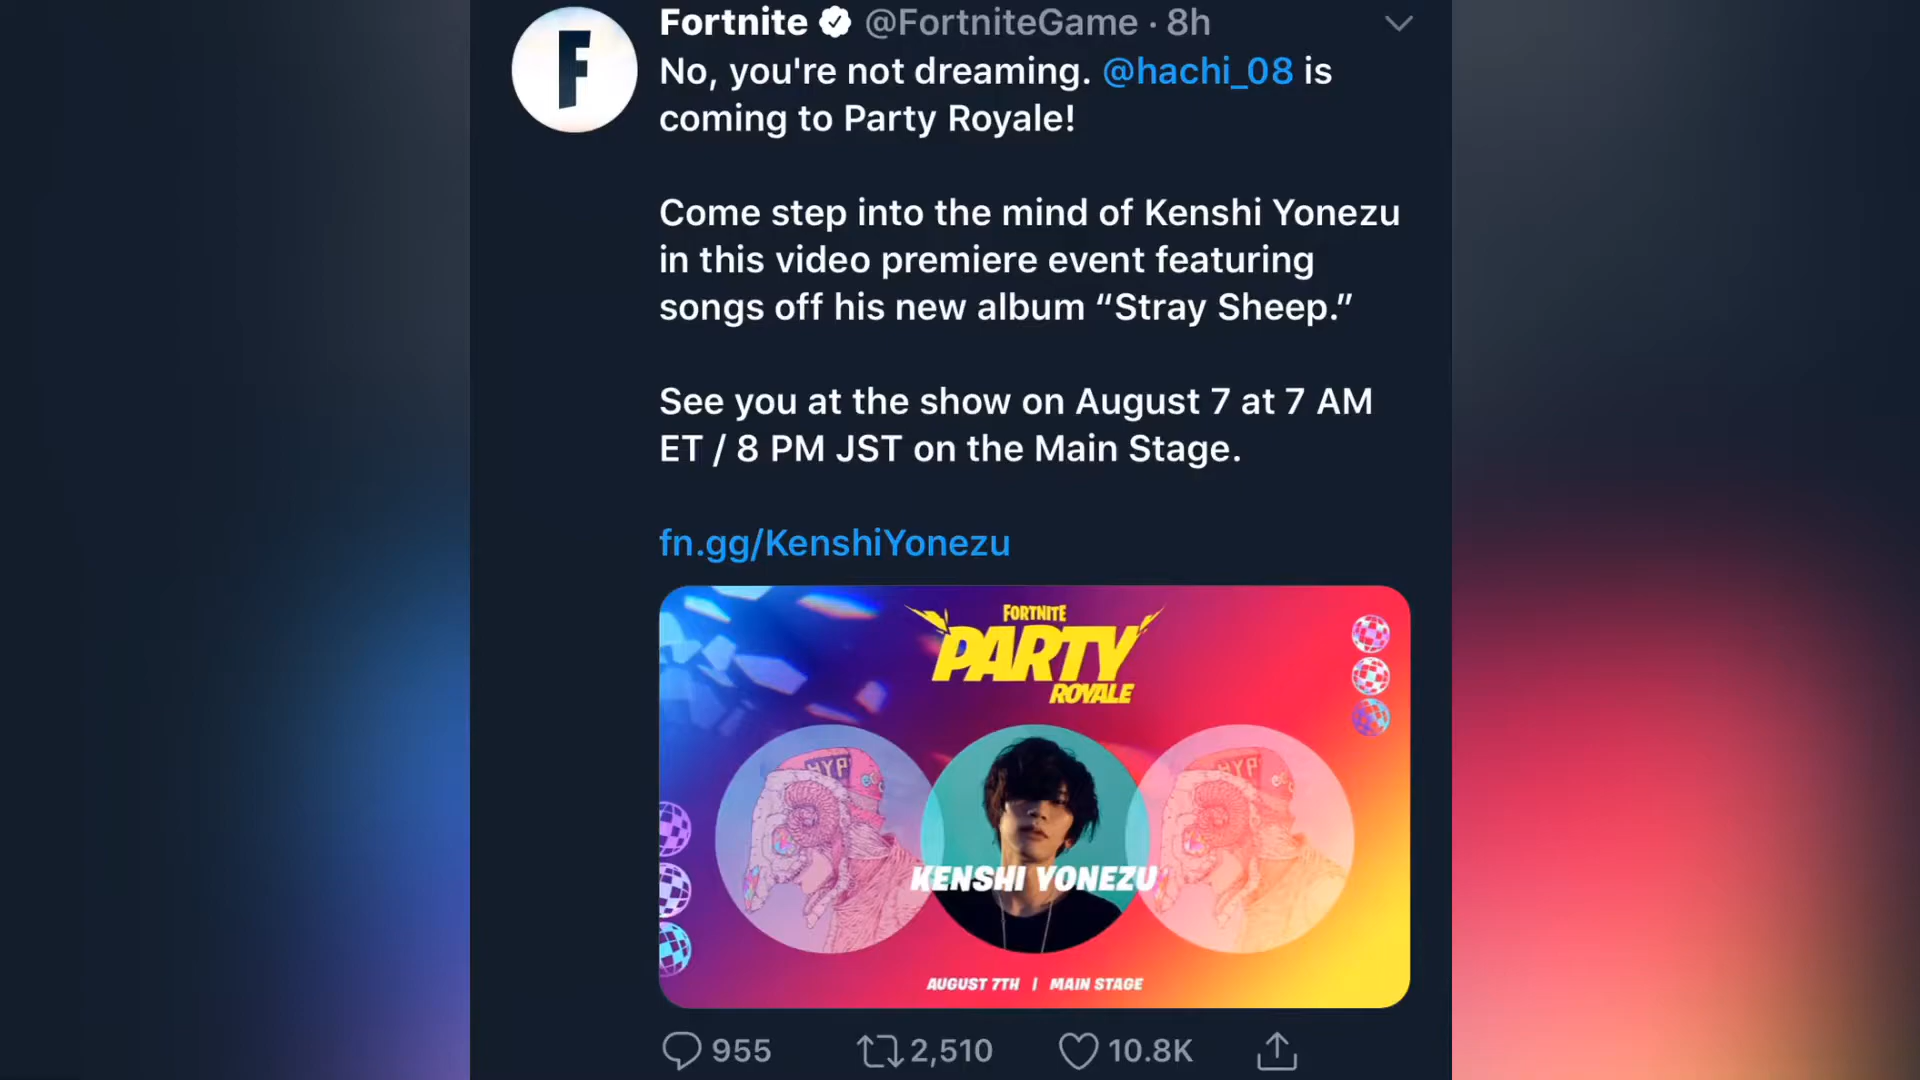 Fortnite @FortniteGame · 8h
No, you're not dreaming. @hachi_08 is
coming to Party Royale!
Come step into the mind of Kenshi Yonezu
in this video premiere event featuring
songs off his new album “Stray Sheep.”
See you at the show on August 7 at 7 AM
ET / 8 PM JST on the Main Stage.
fn.gg/KenshiYonezu
FORTNITE
PARTY
ROYALE
HYP
HYP
KENSHI YONEZU
AUGUST 7TH | MAIN STAGE
955 2,510 10.8K